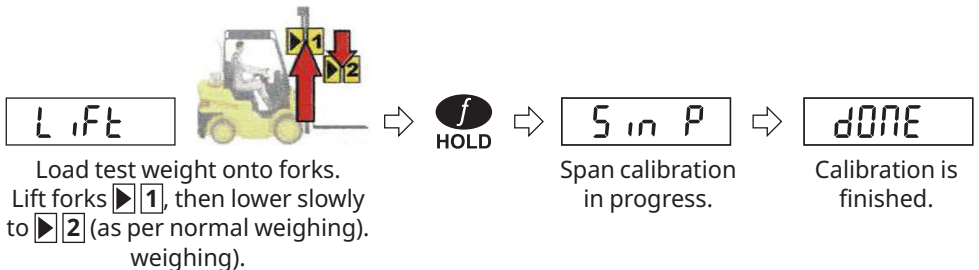 1
2
L iFt
f
HOLD
S in P
dONE
Load test weight onto forks.
Lift forks ▶ 1, then lower slowly
to ▶ 2 (as per normal weighing).
weighing).
Span calibration
in progress.
Calibration is
finished.